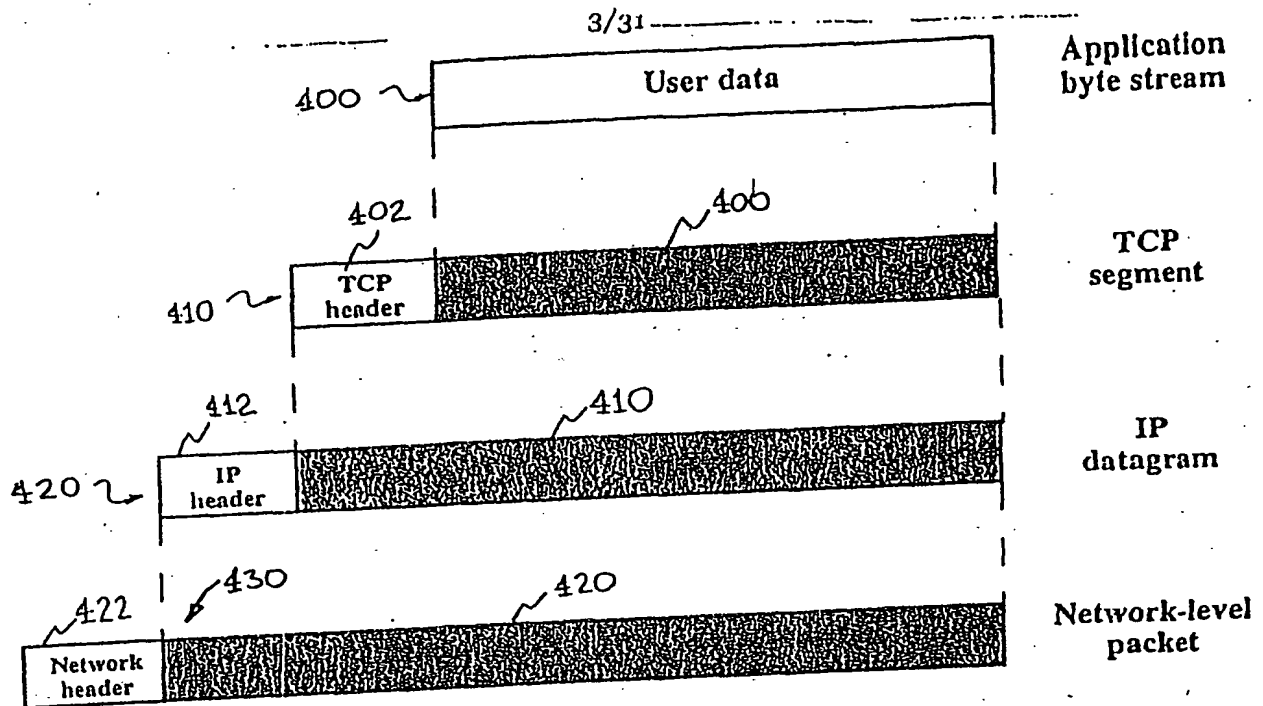 3/31
400
User data
Application
byte stream
402
406
410
TCP
header
TCP
segment
412
410
420
IP
header
IP
datagram
422
430
420
Network
header
Network-level
packet